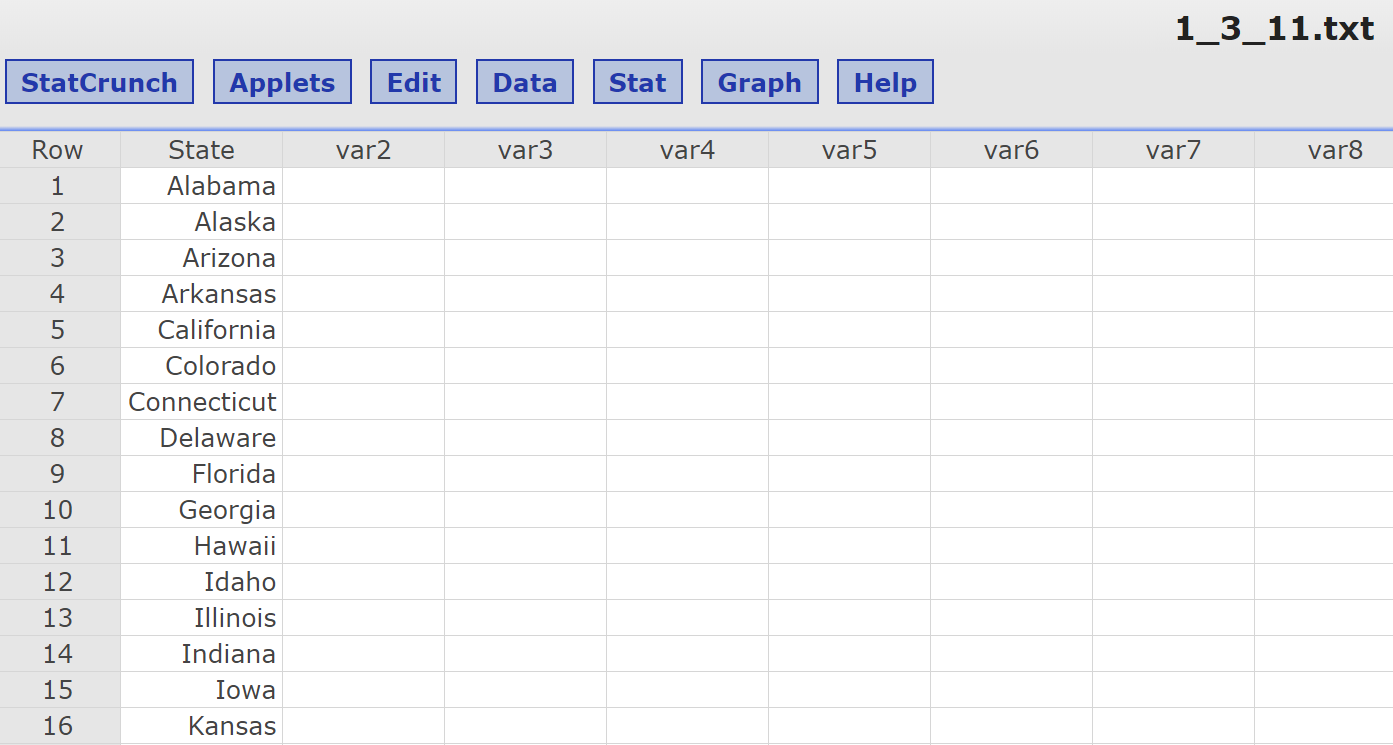 1_3_11.txt
StatCrunch Applets Edit Data Stat Graph Help
Row State var2 var3 var4 var5 var6 var7 var8
1 Alabama
2 Alaska
3 Arizona
4 Arkansas
5 California
6 Colorado
7 Connecticut
8 Delaware
9 Florida
10 Georgia
11 Hawaii
12 Idaho
13 Illinois
14 Indiana
15 Iowa
16 Kansas